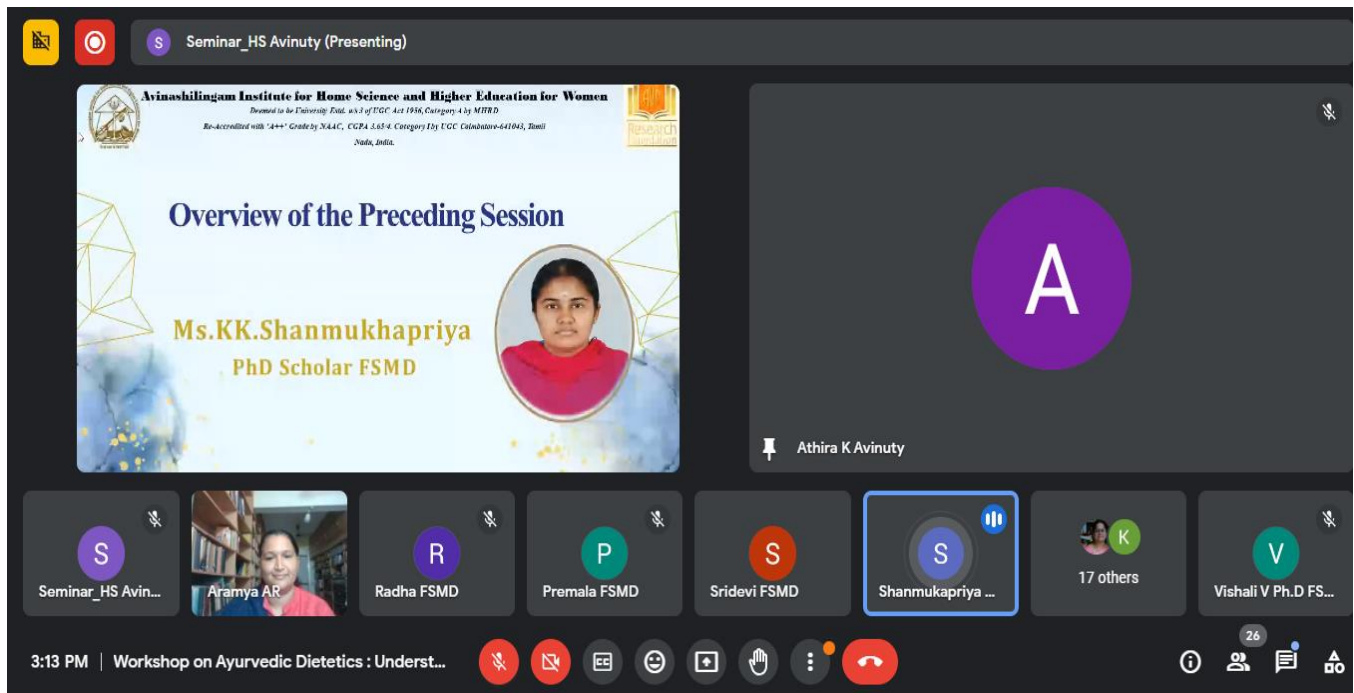 S Seminar_HS Avinuty (Presenting)
Avinashilingam Institute for Home Science and Higher Education for Women
Deemed to be University Estd. u/s 3 of UGC Act 1956, Category A by MHRD
Re-Accredited with 'A++' Grade by NAAC, CGPA 3.65/4. Category I by UGC Coimbatore-641043, Tamil
Nadu, India.
Research
Overview of the Preceding Session
Ms.KK.Shanmukhapriya
PhD Scholar FSMD
A
Athira K Avinuty
S
Seminar_HS Avin...
Aramya AR
R
Radha FSMD
P
Premala FSMD
S
Sridevi FSMD
S
Shanmukapriya ...
K
17 others
V
Vishali V Ph.D FS...
3:13 PM | Workshop on Ayurvedic Dietetics : Underst...
CC
26